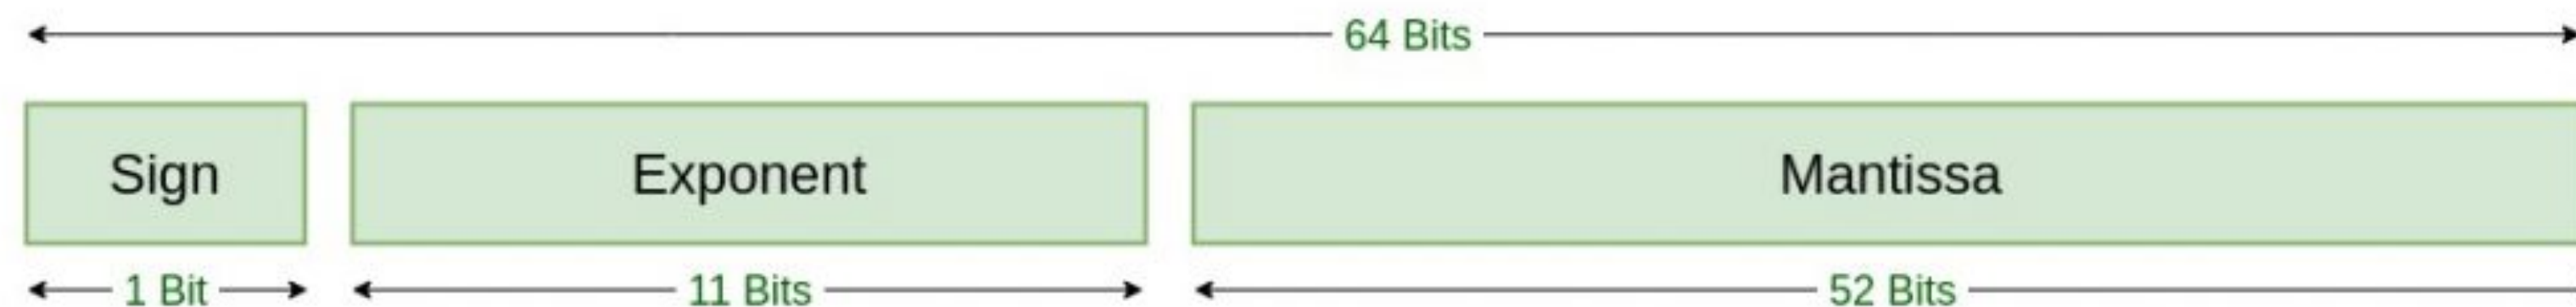 64 Bits
Sign Exponent Mantissa
1 Bit 11 Bits 52 Bits